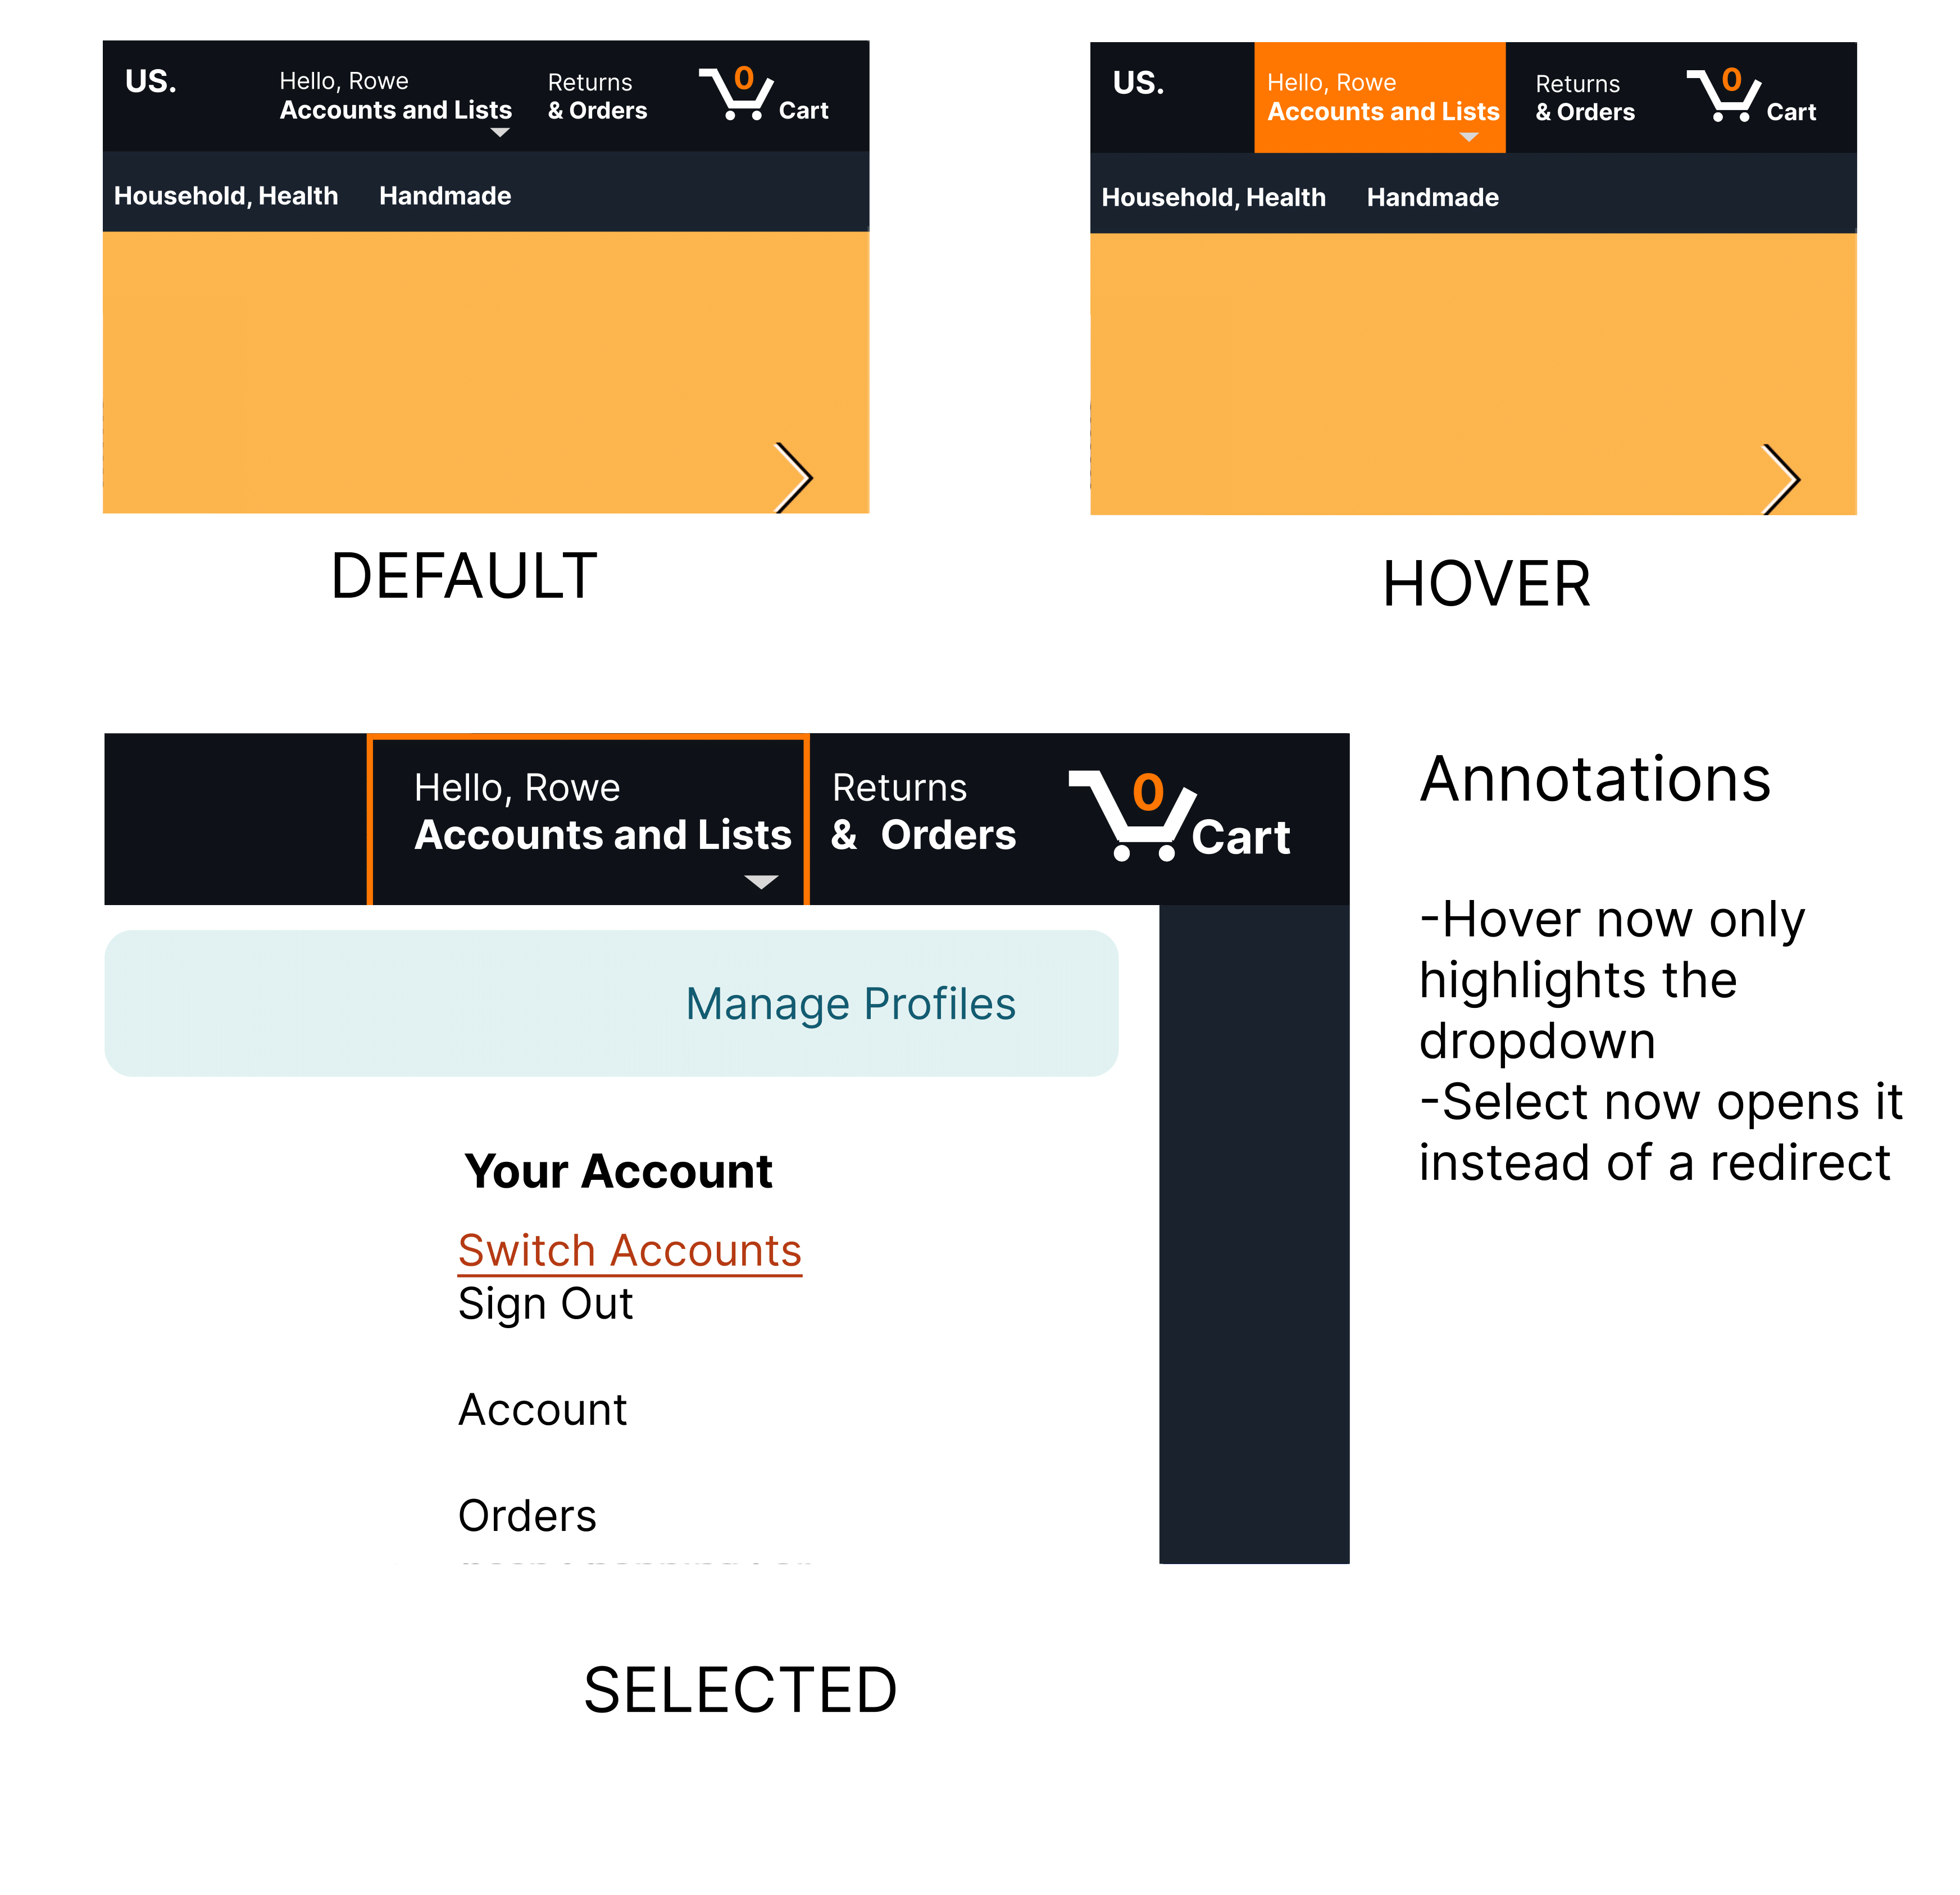 US.
Hello, Rowe
Accounts and Lists
Returns
& Orders
0
Cart
Household, Health
Handmade
DEFAULT
US.
Hello, Rowe
Accounts and Lists
Returns
& Orders
0
Cart
Household, Health
Handmade
HOVER
Hello, Rowe
Accounts and Lists
Returns
& Orders
0
Cart
Manage Profiles
Your Account
Switch Accounts
Sign Out
Account
Orders
SELECTED
Annotations
-Hover now only
highlights the
dropdown
-Select now opens it
instead of a redirect